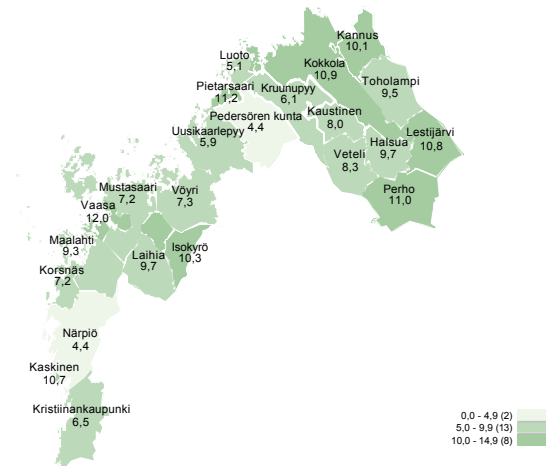 Kannus
10,1
Luoto
5,1
Kokkola
10,9
Pietarsaari
11,2
Kruunupyy
6,1
Toholampi
9,5
Pedersören kunta
4,4
Kaustinen
8,0
Uusikaarlepyy
5,9
Lestijärvi
10,8
Halsua
9,7
Veteli
8,3
Perho
11,0
Mustasaari
7,2
Vöyri
7,3
Vaasa
12,0
Maalahti
9,3
Laihia
9,7
Isokyrö
10,3
Korsnäs
7,2
Närpiö
4,4
Kaskinen
10,7
Kristiinankaupunki
6,5
0,0 - 4,9 (2)
5,0 - 9,9 (13)
10,0 - 14,9 (8)